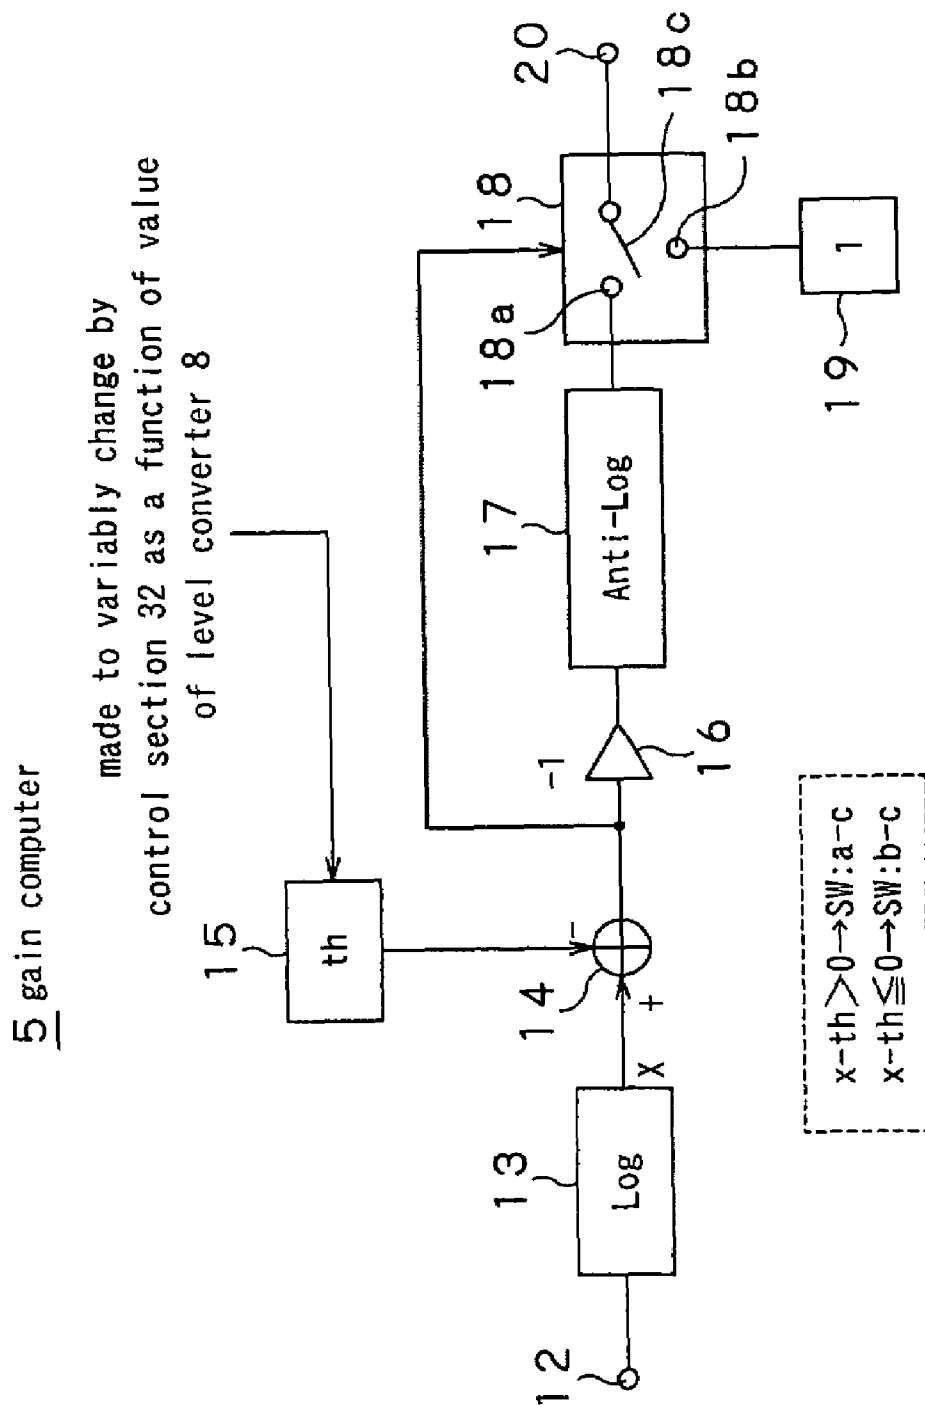 5 gain computer
made to variably change by
control section 32 as a function of value
of level converter 8
15
th
12
13
Log
X
+
-
14
-1
16
17
Anti-Log
18
18a
18b
18c
19
1
20
x-th>0→SW:a-c
x-th≦0→SW:b-c